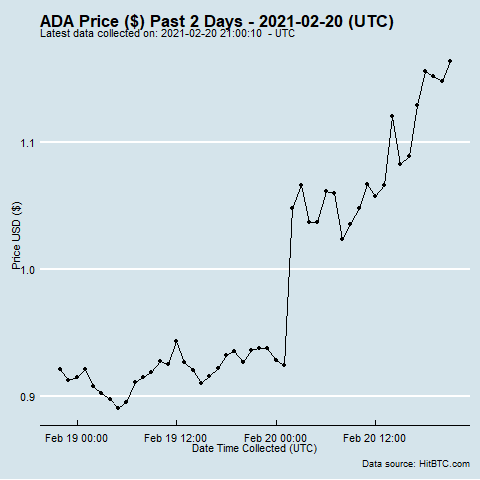 ADA Price ($) Past 2 Days - 2021-02-20 (UTC)
Latest data collected on: 2021-02-20 21:00:10 - UTC
1.1
1.0
0.9
Price USD ($)
Feb 19 00:00 Feb 19 12:00 Feb 20 00:00 Feb 20 12:00
Date Time Collected (UTC)
Data source: HitBTC.com